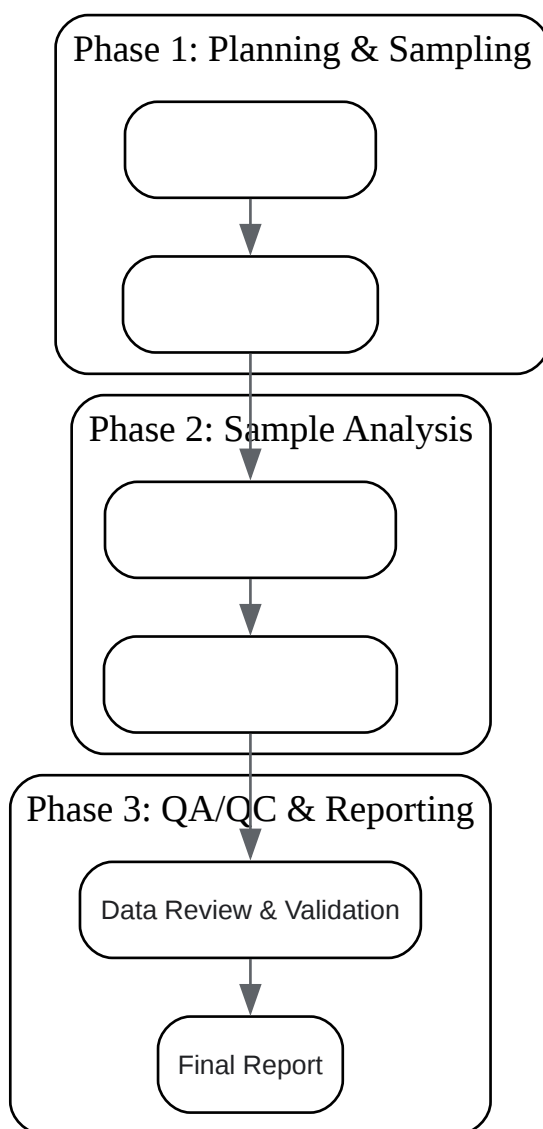 Phase 1: Planning & Sampling
Phase 2: Sample Analysis
Phase 3: QA/QC & Reporting
Data Review & Validation
Final Report